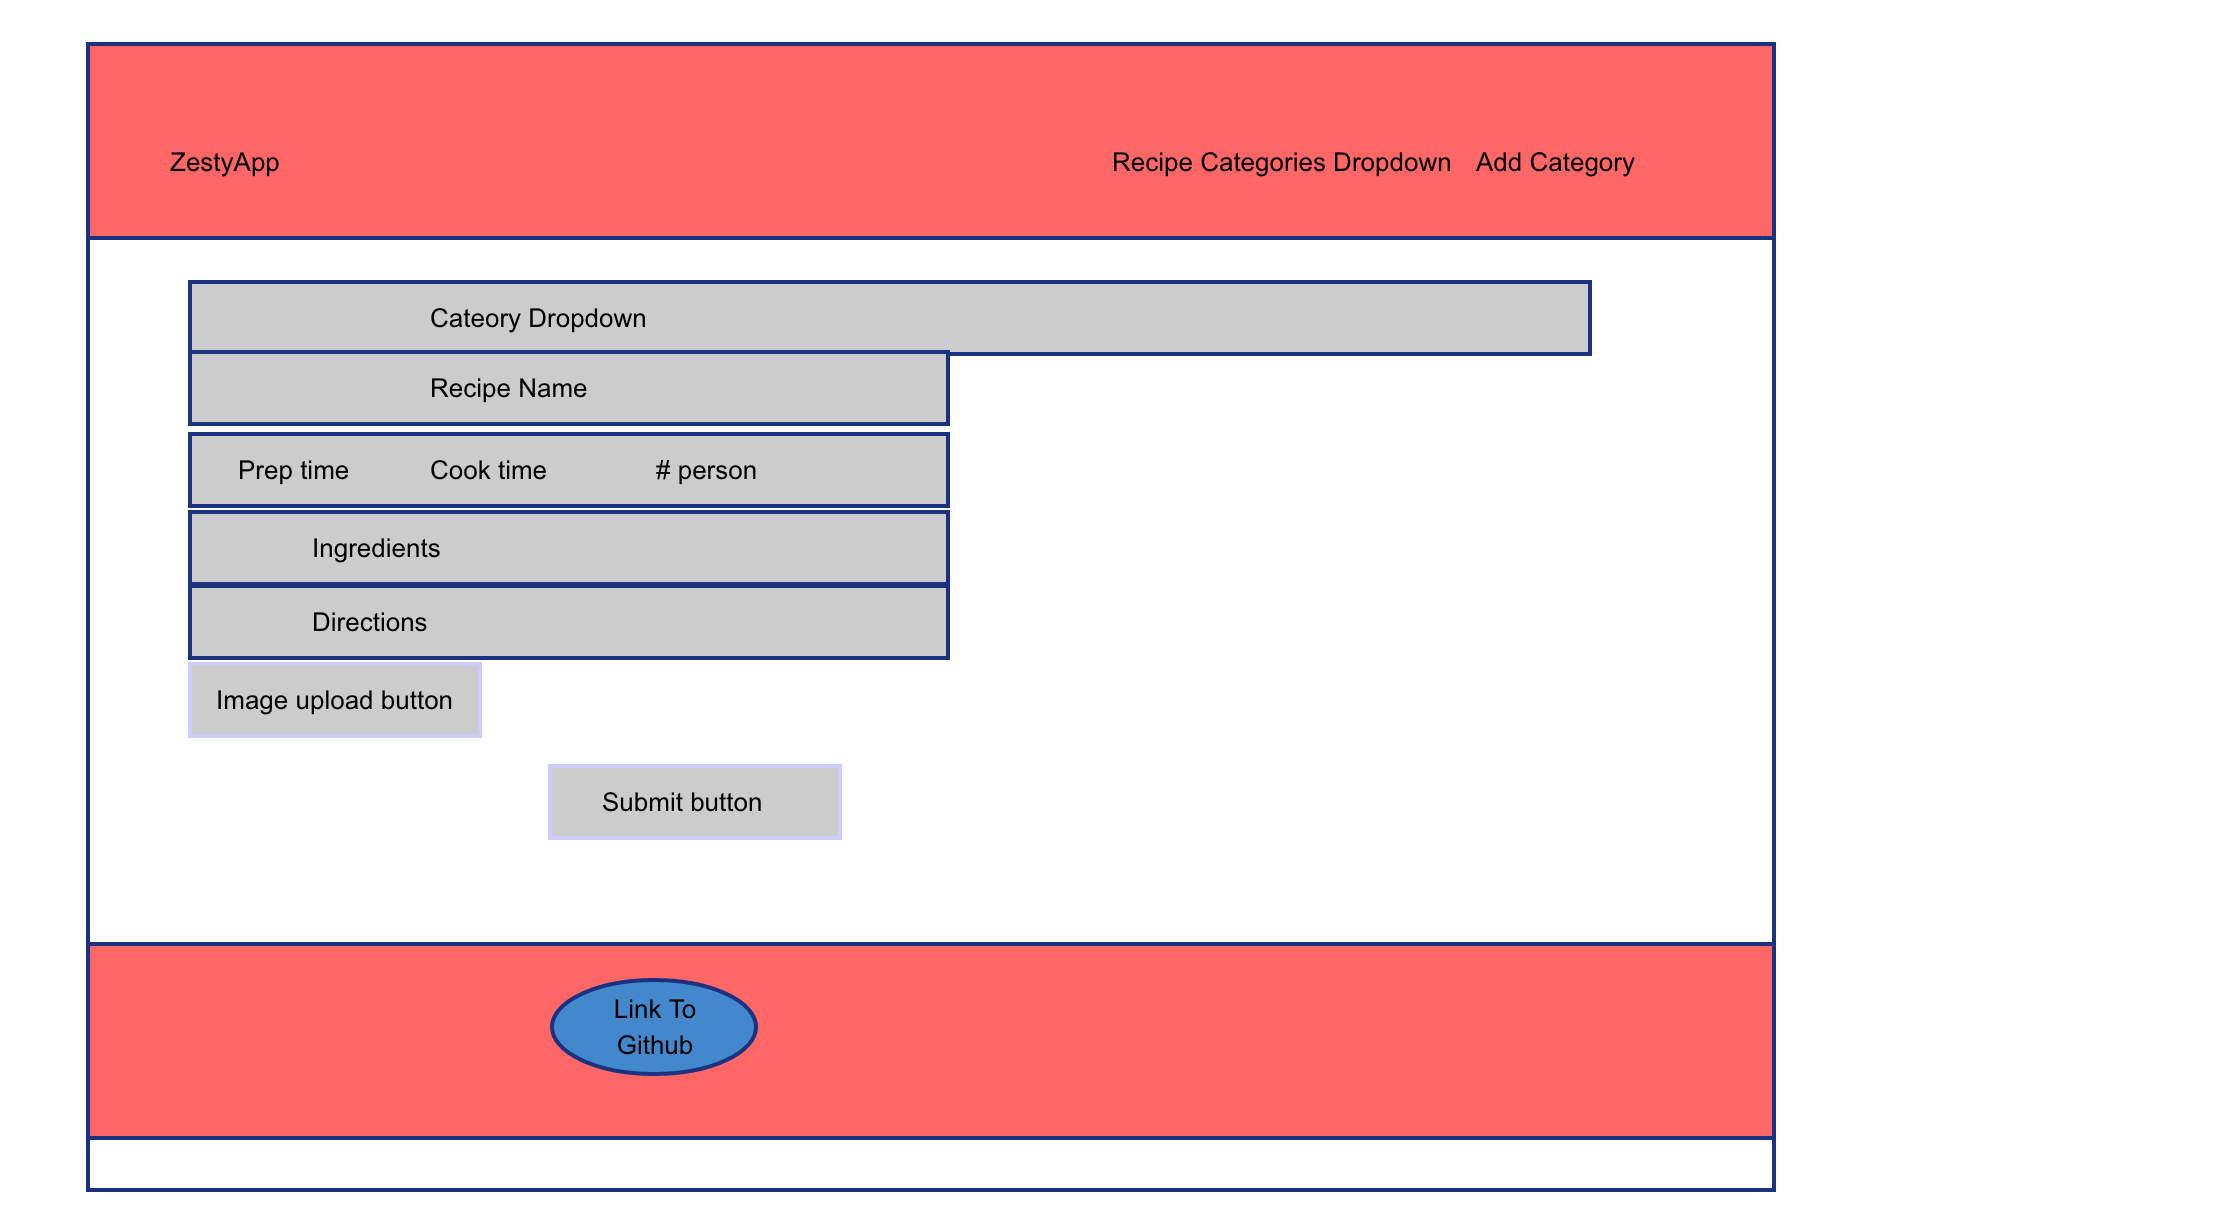 ZestyApp
Recipe Categories Dropdown
Add Category
Cateory Dropdown
Recipe Name
Prep time
Cook time
# person
Ingredients
Directions
Image upload button
Submit button
Link To
Github